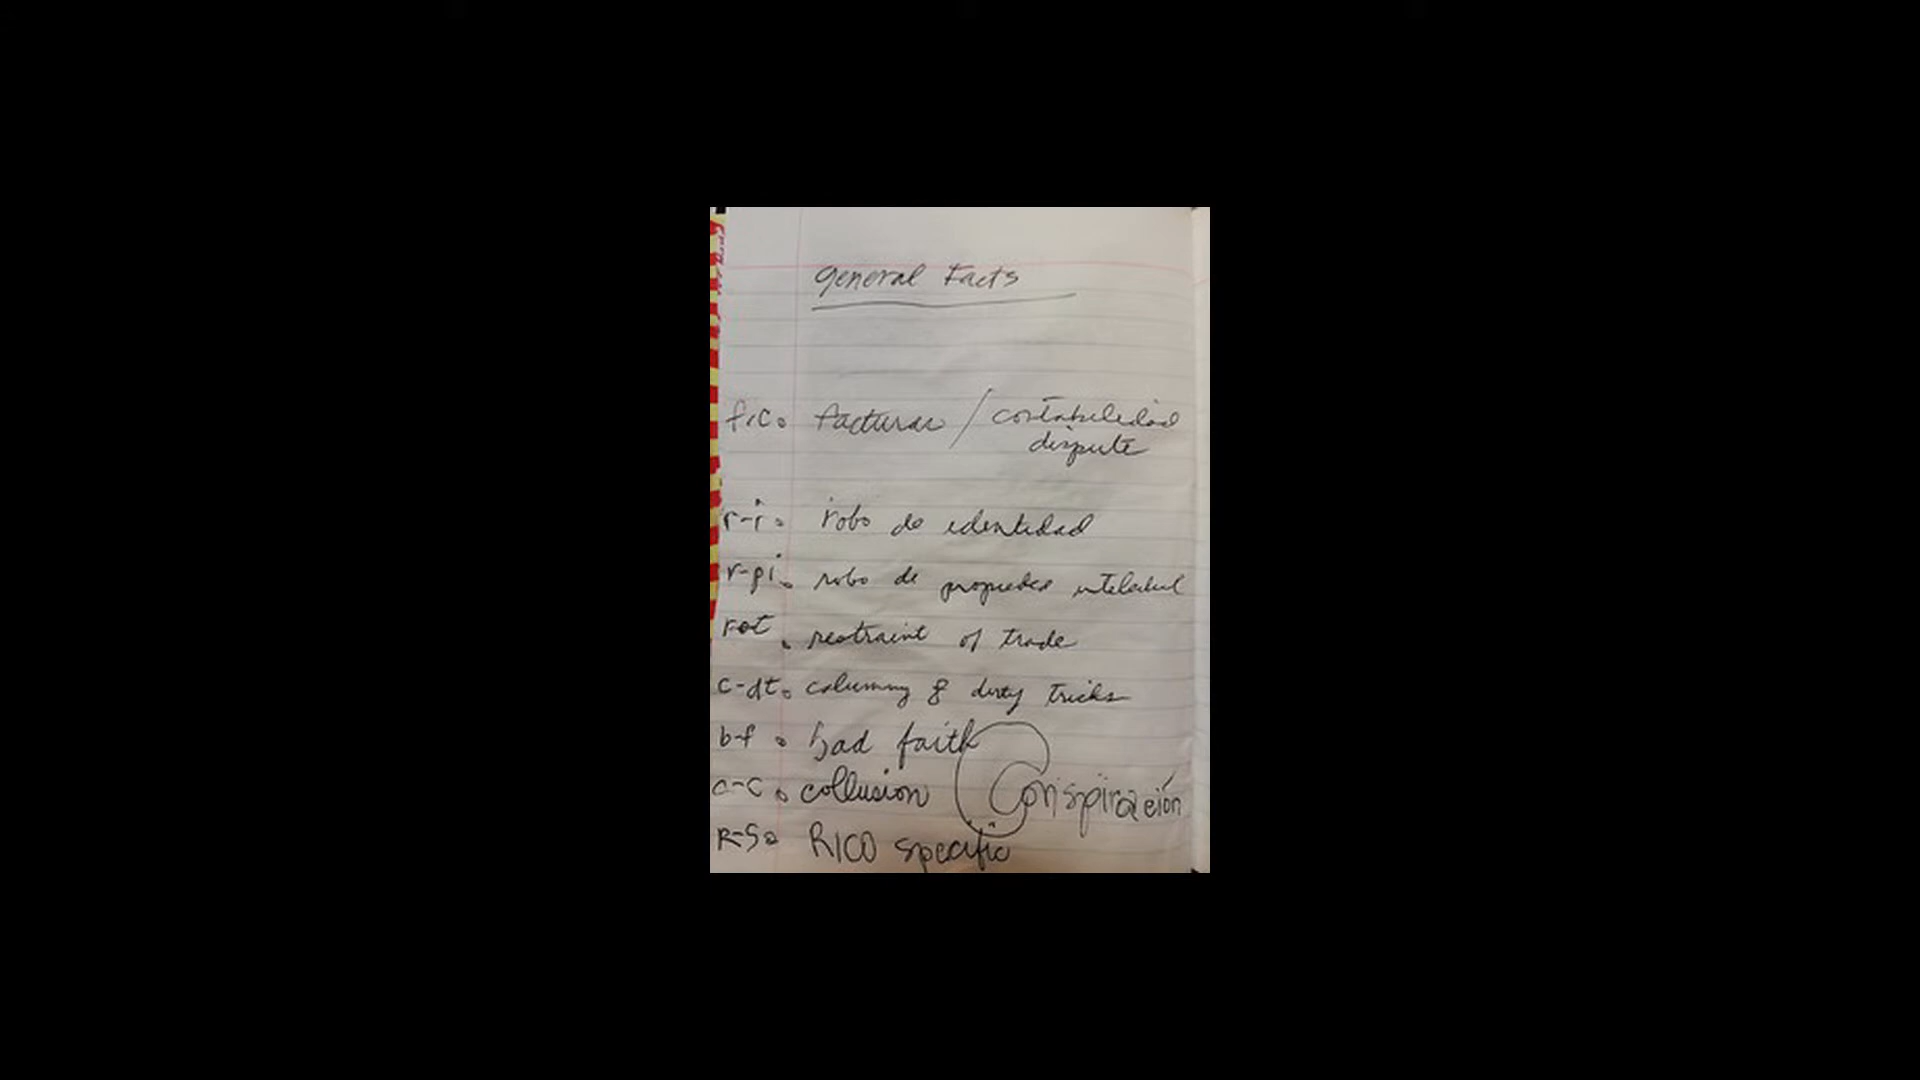 General Facts
f/c. facturas / contabilidad
dispute
r-i. robo de identidad
r-pi. robo de propiedad intelectual
rot. restraint of trade
c-dt. calumny & dirty tricks
b-f. bad faith
c-c. collusion Conspiración
R-S. RICO specific